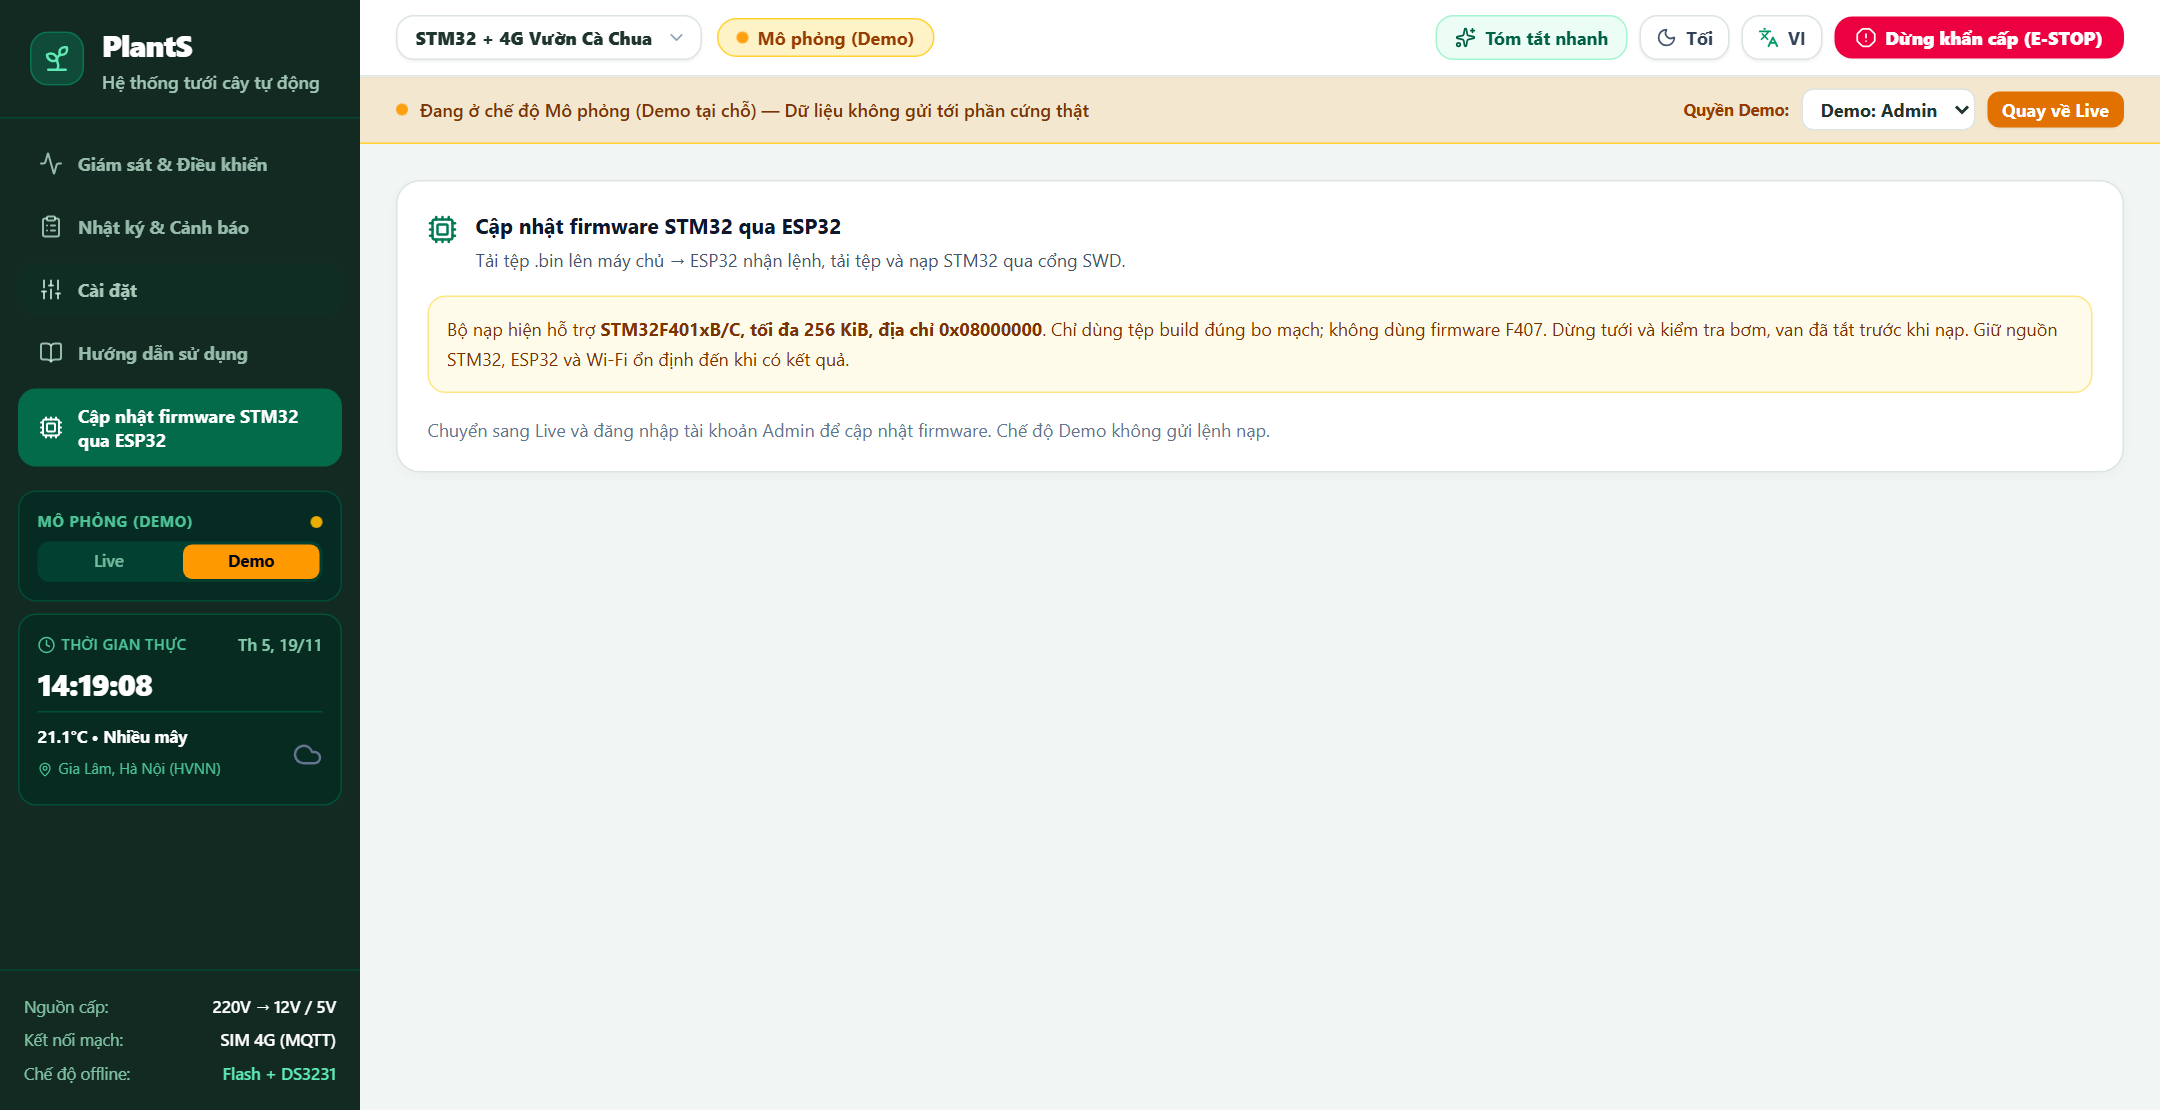 PlantS
Hệ thống tưới cây tự động
Giám sát & Điều khiển
Nhật ký & Cảnh báo
Cài đặt
Hướng dẫn sử dụng
Cập nhật firmware STM32
qua ESP32
MÔ PHỎNG (DEMO)
Live
Demo
THỜI GIAN THỰC
Th 5, 19/11
14:19:08
21.1°C • Nhiều mây
Gia Lâm, Hà Nội (HVNN)
Nguồn cấp:
220V → 12V / 5V
Kết nối mạch:
SIM 4G (MQTT)
Chế độ offline:
Flash + DS3231
STM32 + 4G Vườn Cà Chua
Mô phỏng (Demo)
Tóm tắt nhanh
Tối
VI
Dừng khẩn cấp (E-STOP)
Đang ở chế độ Mô phỏng (Demo tại chỗ) — Dữ liệu không gửi tới phần cứng thật
Quyền Demo:
Demo: Admin
Quay về Live
Cập nhật firmware STM32 qua ESP32
Tải tệp .bin lên máy chủ → ESP32 nhận lệnh, tải tệp và nạp STM32 qua cổng SWD.
Bộ nạp hiện hỗ trợ STM32F401xB/C, tối đa 256 KiB, địa chỉ 0x08000000. Chỉ dùng tệp build đúng bo mạch; không dùng firmware F407. Dừng tưới và kiểm tra bơm, van đã tắt trước khi nạp. Giữ nguồn
STM32, ESP32 và Wi-Fi ổn định đến khi có kết quả.
Chuyển sang Live và đăng nhập tài khoản Admin để cập nhật firmware. Chế độ Demo không gửi lệnh nạp.